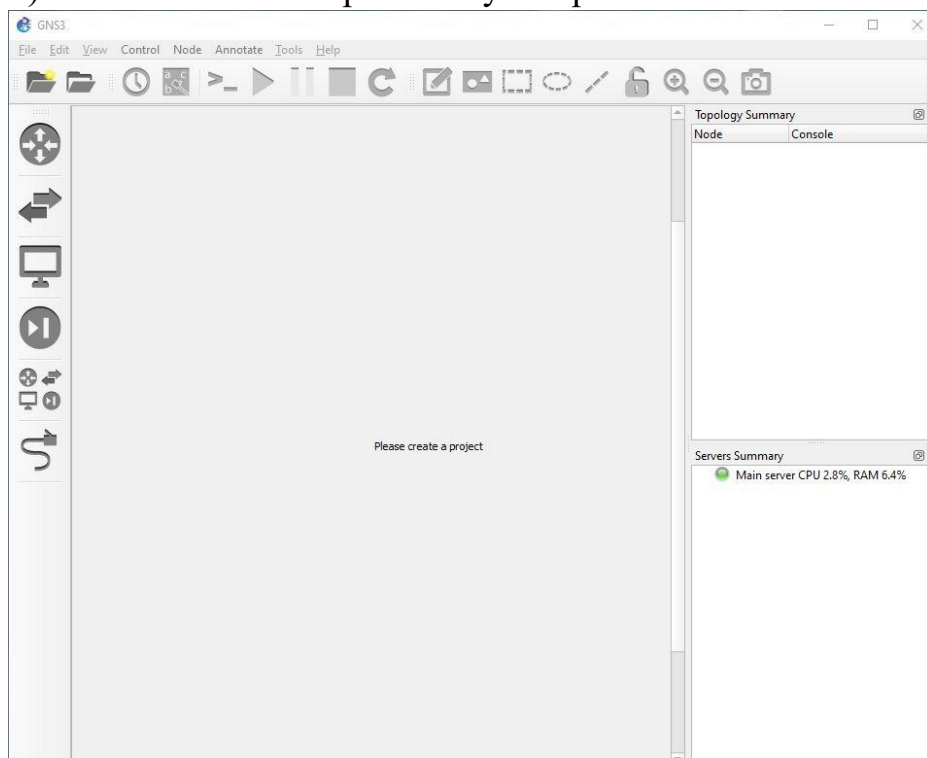 GNS3
File Edit View Control Node Annotate Tools Help
Topology Summary
Node Console
Please create a project
Servers Summary
Main server CPU 2.8%, RAM 6.4%